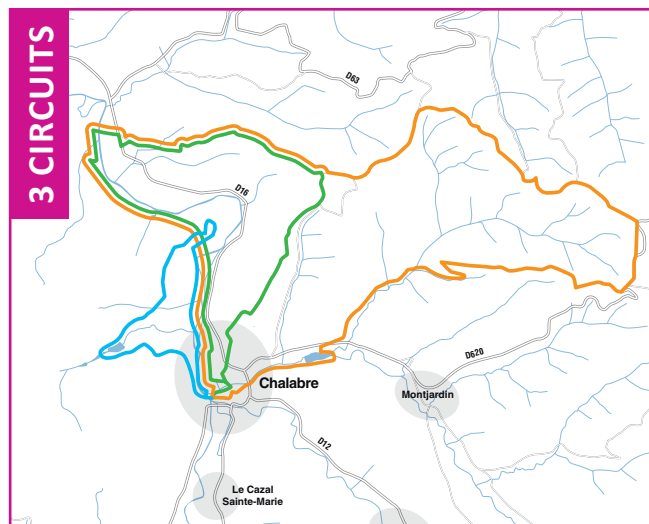 3 CIRCUITS
D63
D16
Chalabre
D620
Montjardin
D12
Le Cazal
Sainte-Marie